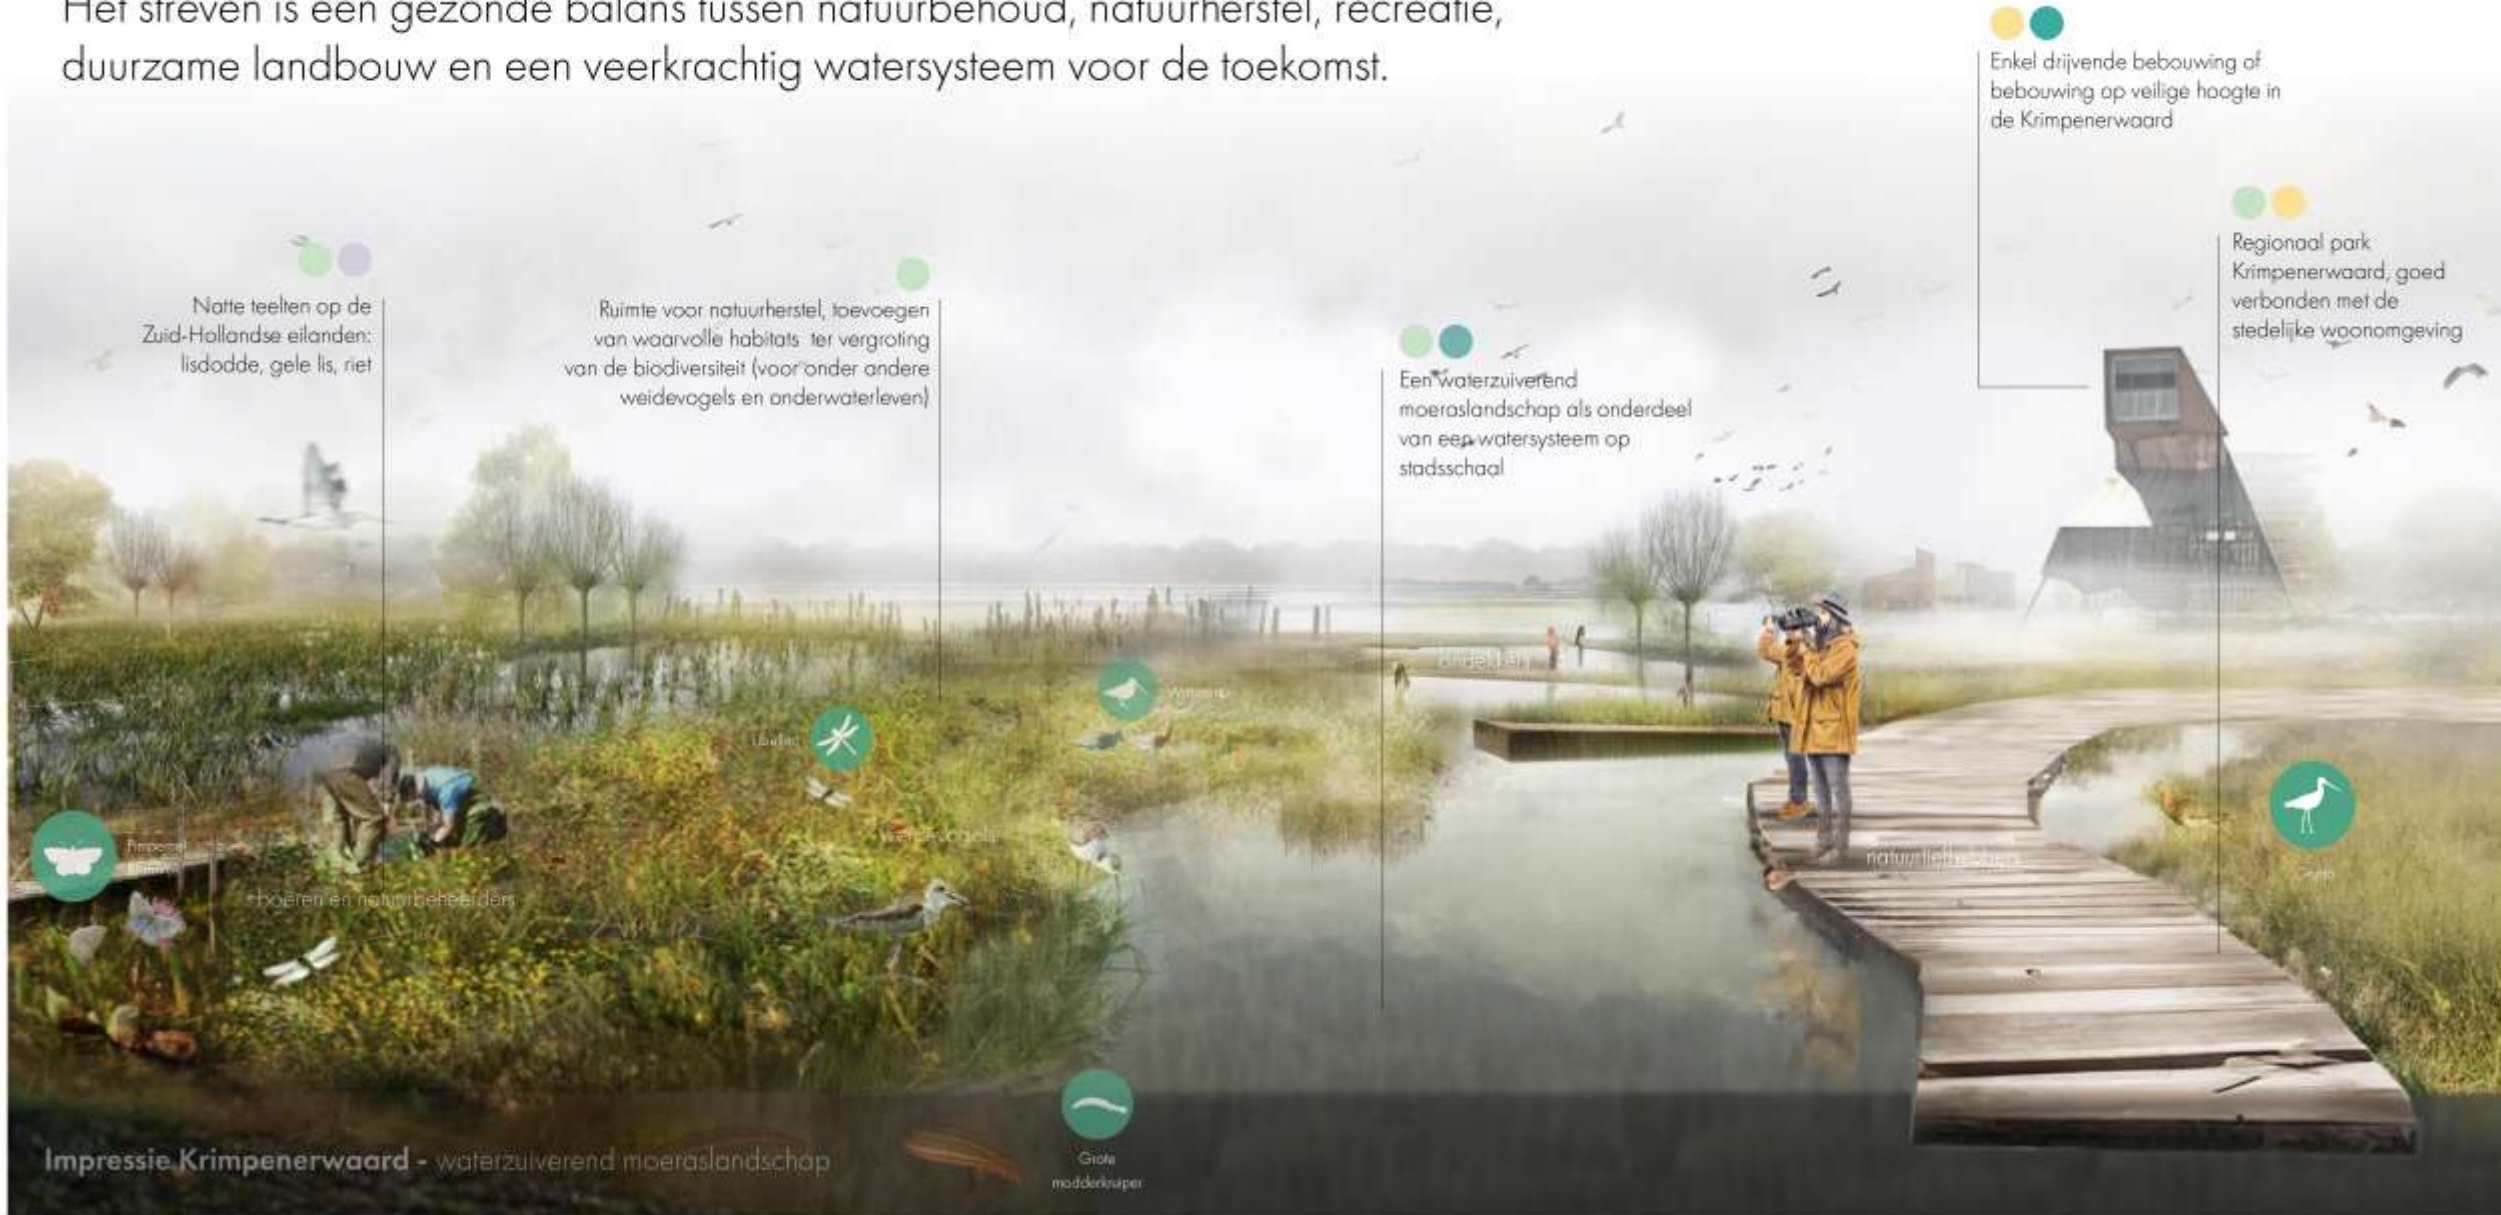 Het streven is een gezonde balans tussen natuurbehoud, natuurherstel, recreatie,
duurzame landbouw en een veerkrachtig watersysteem voor de toekomst.
Enkel drijvende bebouwing of
bebouwing op veilige hoogte in
de Krimpenerwaard
Regionaal park
Krimpenerwaard, goed
verbonden met de
stedelijke woonomgeving
Natte teelten op de
Zuid-Hollandse eilanden:
lisdodde, gele lis, riet
Ruimte voor natuurherstel, toevoegen
van waarvolle habitats ter vergroting
van de biodiversiteit (voor onder andere
weidevogels en onderwaterleven)
Een waterzuiverend
moeraslandschap als onderdeel
van een watersysteem op
stadsschaal
Watersnip
Libellen
weidevogels
boeren en natuurbeheerders
natuurliefhebbers
Grote
modderkruiper
Impressie Krimpenerwaard - waterzuiverend moeraslandschap